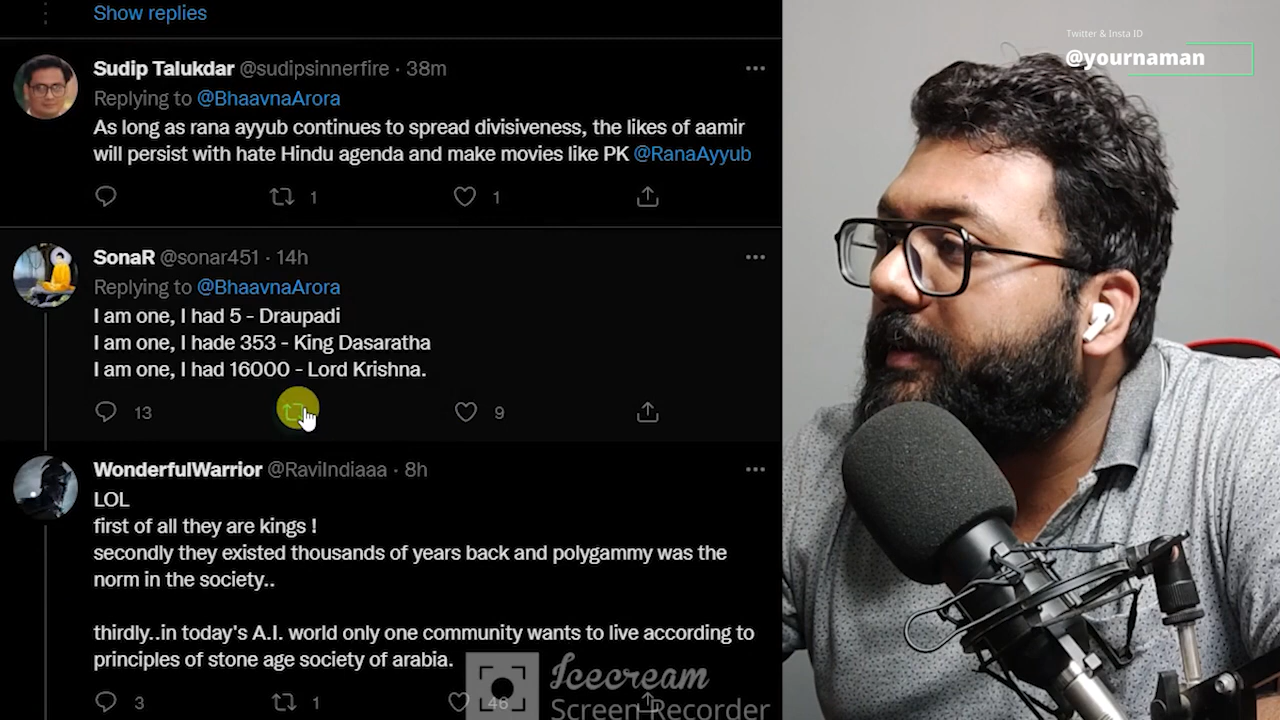 Show replies
Sudip Talukdar @sudipsinnerfire · 38m
Replying to @BhaavnaArora
As long as rana ayyub continues to spread divisiveness, the likes of aamir
will persist with hate Hindu agenda and make movies like PK @RanaAyyub
1 1
SonaR @sonar451 · 14h
Replying to @BhaavnaArora
I am one, I had 5 - Draupadi
I am one, I hade 353 - King Dasaratha
I am one, I had 16000 - Lord Krishna.
13 9
WonderfulWarrior @RaviIndiaaa · 8h
LOL
first of all they are kings !
secondly they existed thousands of years back and polygammy was the
norm in the society..
thirdly..in today's A.I. world only one community wants to live according to
principles of stone age society of arabia.
3 1 46
Icecream
Screen Recorder
Twitter & Insta ID
@yournaman